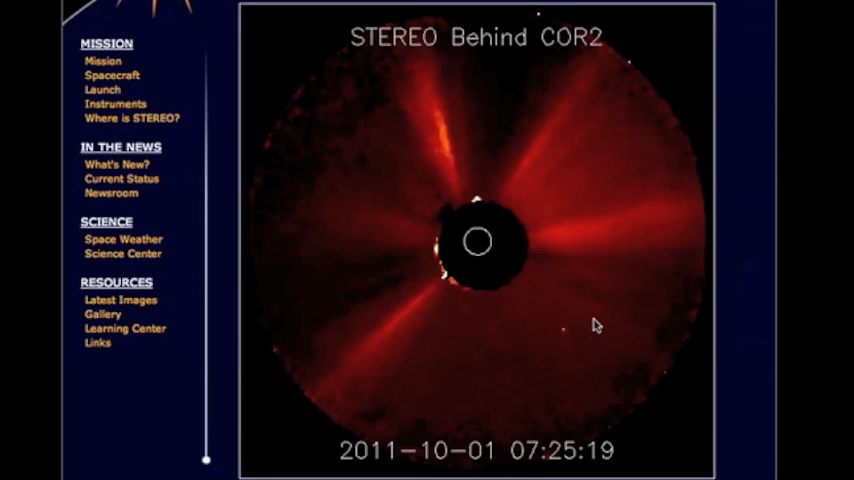 MISSION
Mission
Spacecraft
Launch
Instruments
Where is STEREO?
IN THE NEWS
What's New?
Current Status
Newsroom
SCIENCE
Space Weather
Science Center
RESOURCES
Latest Images
Gallery
Learning Center
Links
STEREO Behind COR2
2011-10-01 07:25:19